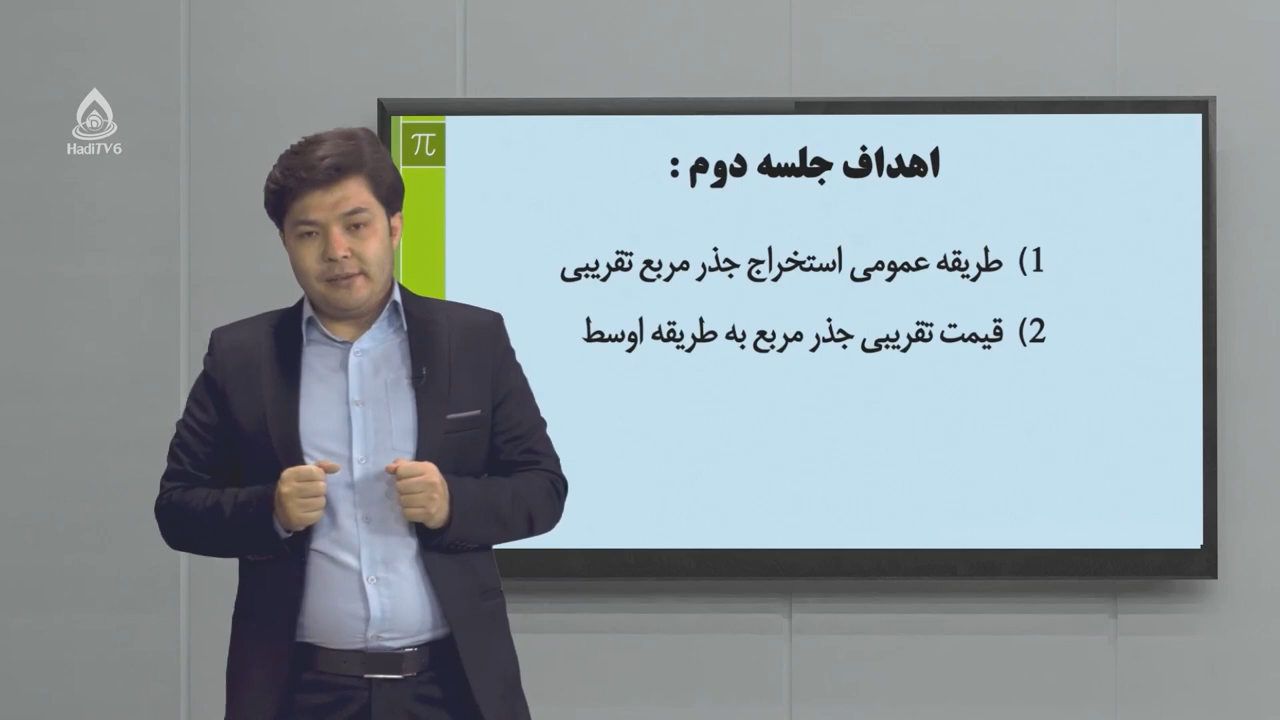 HadiTV6
π
اهداف جلسه دوم :
1) طریقه عمومی استخراج جذر مربع تقریبی
2) قیمت تقریبی جذر مربع به طریقه اوسط